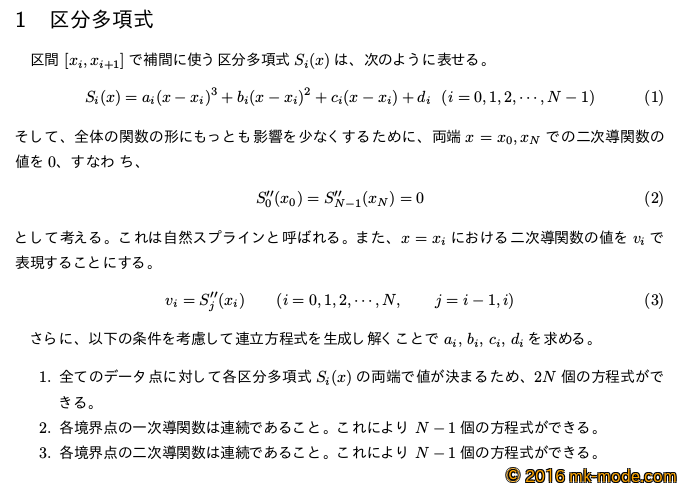 1 区分多項式
区間 [x_i, x_{i+1}] で補間に使う区分多項式 S_i(x) は、次のように表せる。
S_i(x) = a_i(x − x_i)^3 + b_i(x − x_i)^2 + c_i(x − x_i) + d_i (i = 0, 1, 2, ⋯, N − 1) (1)
そして、全体の関数の形にもっとも影響を少なくするために、両端 x = x_0, x_N での二次導関数の
値を 0、すなわ ち、
S''_0(x_0) = S''_{N−1}(x_N) = 0 (2)
として考える。これは自然スプラインと呼ばれる。また、x = x_i における二次導関数の値を v_i で
表現することにする。
v_i = S''_j(x_i) (i = 0, 1, 2, ⋯, N, j = i − 1, i) (3)
さらに、以下の条件を考慮して連立方程式を生成し解くことで a_i, b_i, c_i, d_i を求める。
1. 全てのデータ点に対して各区分多項式 S_i(x) の両端で値が決まるため、2N 個の方程式がで
きる。
2. 各境界点の一次導関数は連続であること。これにより N − 1 個の方程式ができる。
3. 各境界点の二次導関数は連続であること。これにより N − 1 個の方程式ができる。
© 2016 mk-mode.com